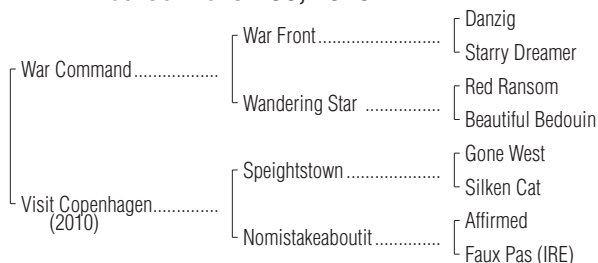 War Command..................
War Front..........................
Danzig
Starry Dreamer
Wandering Star ................
Red Ransom
Beautiful Bedouin
Visit Copenhagen..............
(2010)
Speightstown....................
Gone West
Silken Cat
Nomistakeaboutit..............
Affirmed
Faux Pas (IRE)